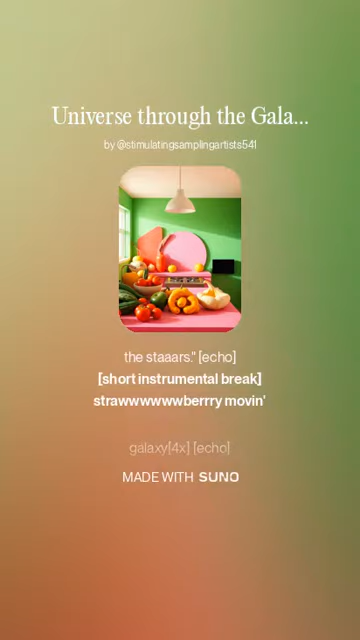 Universe through the Gala...
by @stimulatingsamplingartists541
the staaars." [echo]
[short instrumental break]
strawwwwwwberrry movin'
galaxy[4x] [echo]
MADE WITH SUNO